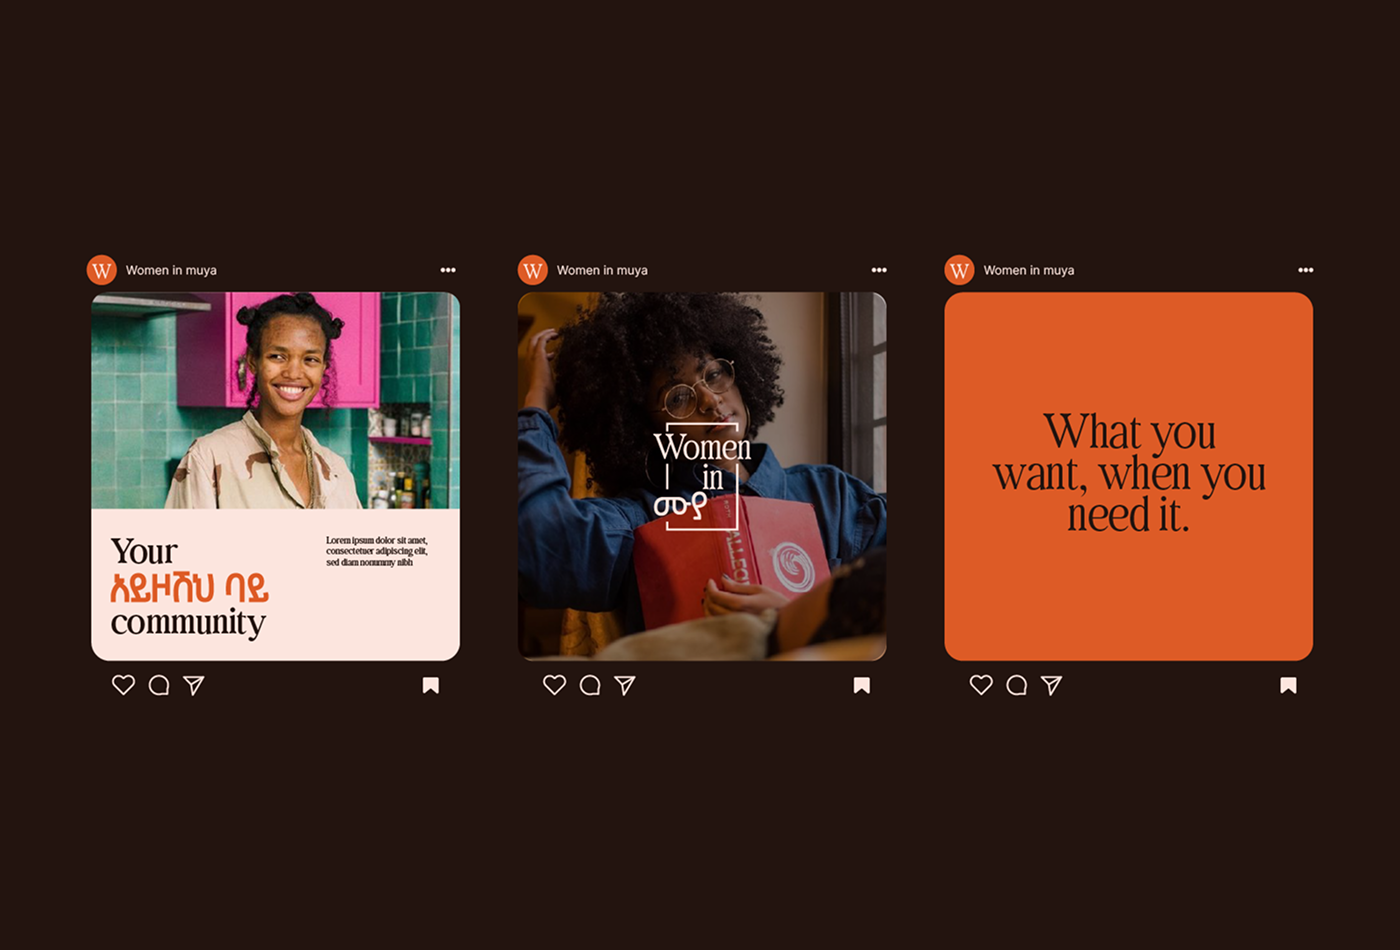 W Women in muya
Your
አይዞሽህ ባይ
community
Lorem ipsum dolor sit amet,
consectetuer adipiscing elit,
sed diam nonummy nibh
W Women in muya
Women
in
ሙያ
W Women in muya
What you
want, when you
need it.